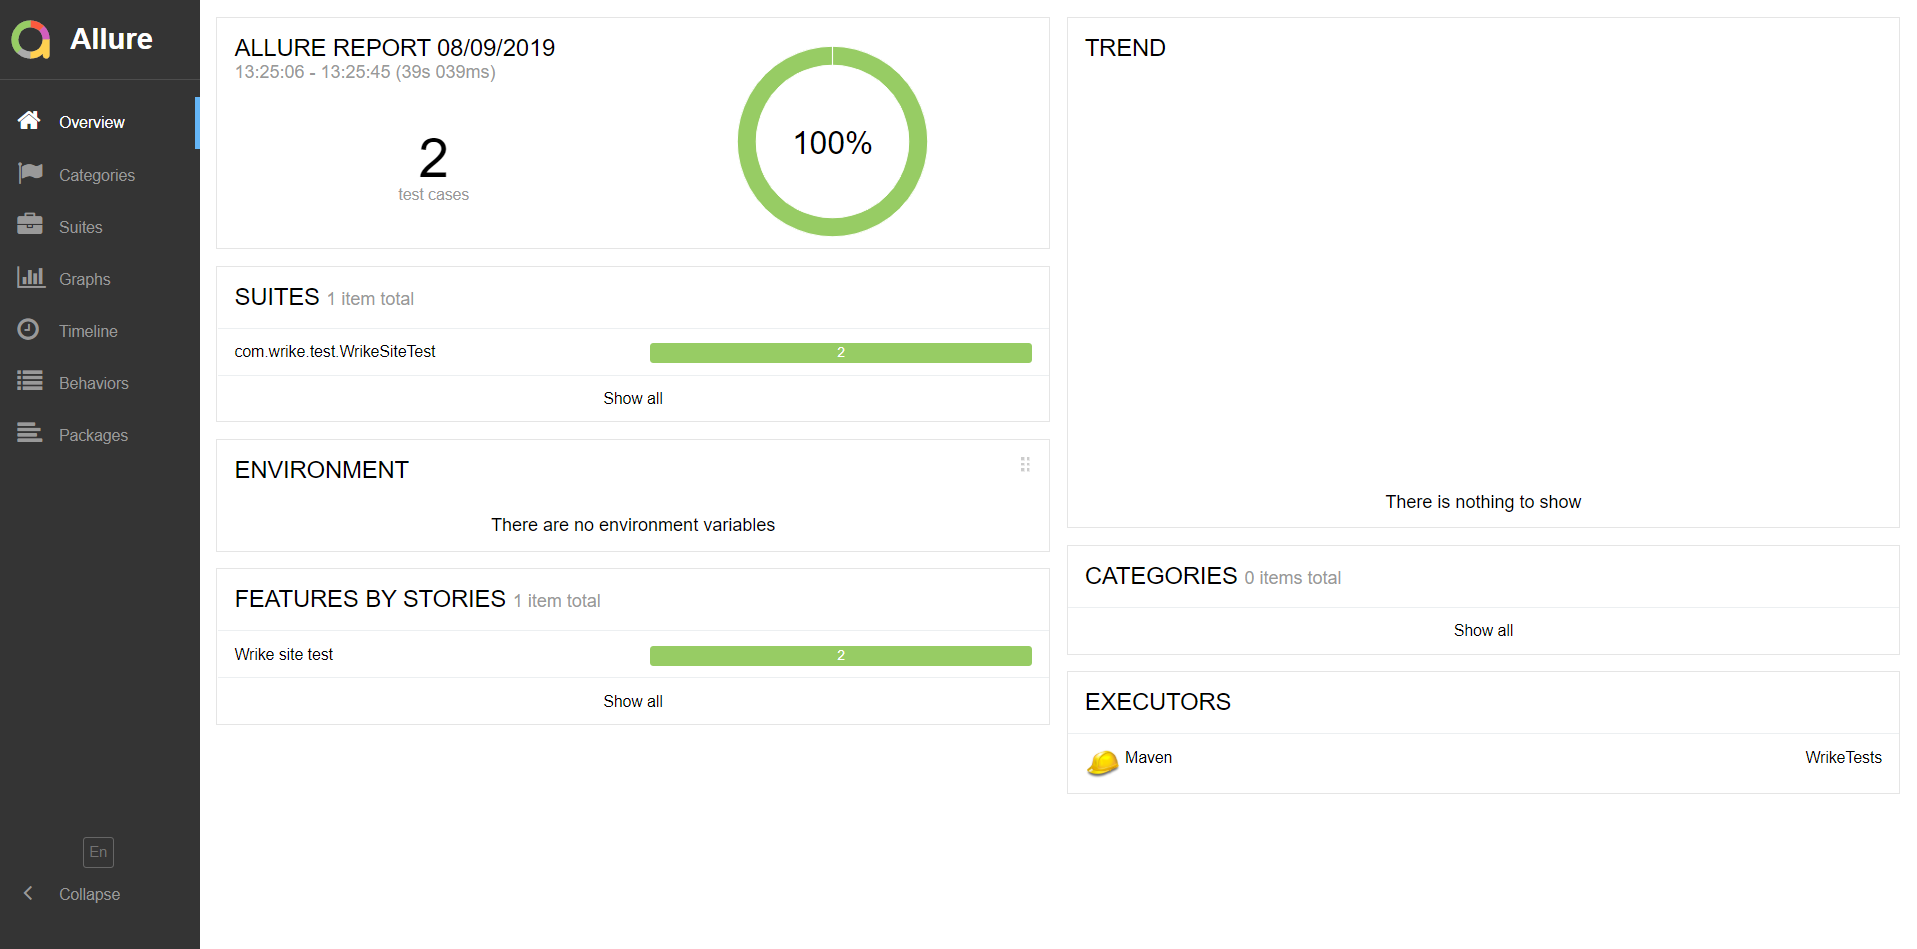 Allure
Overview
Categories
Suites
Graphs
Timeline
Behaviors
Packages
En
Collapse
ALLURE REPORT 08/09/2019
13:25:06 - 13:25:45 (39s 039ms)
2
test cases
100%
SUITES 1 item total
com.wrike.test.WrikeSiteTest 2
Show all
ENVIRONMENT
There are no environment variables
FEATURES BY STORIES 1 item total
Wrike site test 2
Show all
TREND
There is nothing to show
CATEGORIES 0 items total
Show all
EXECUTORS
Maven WrikeTests